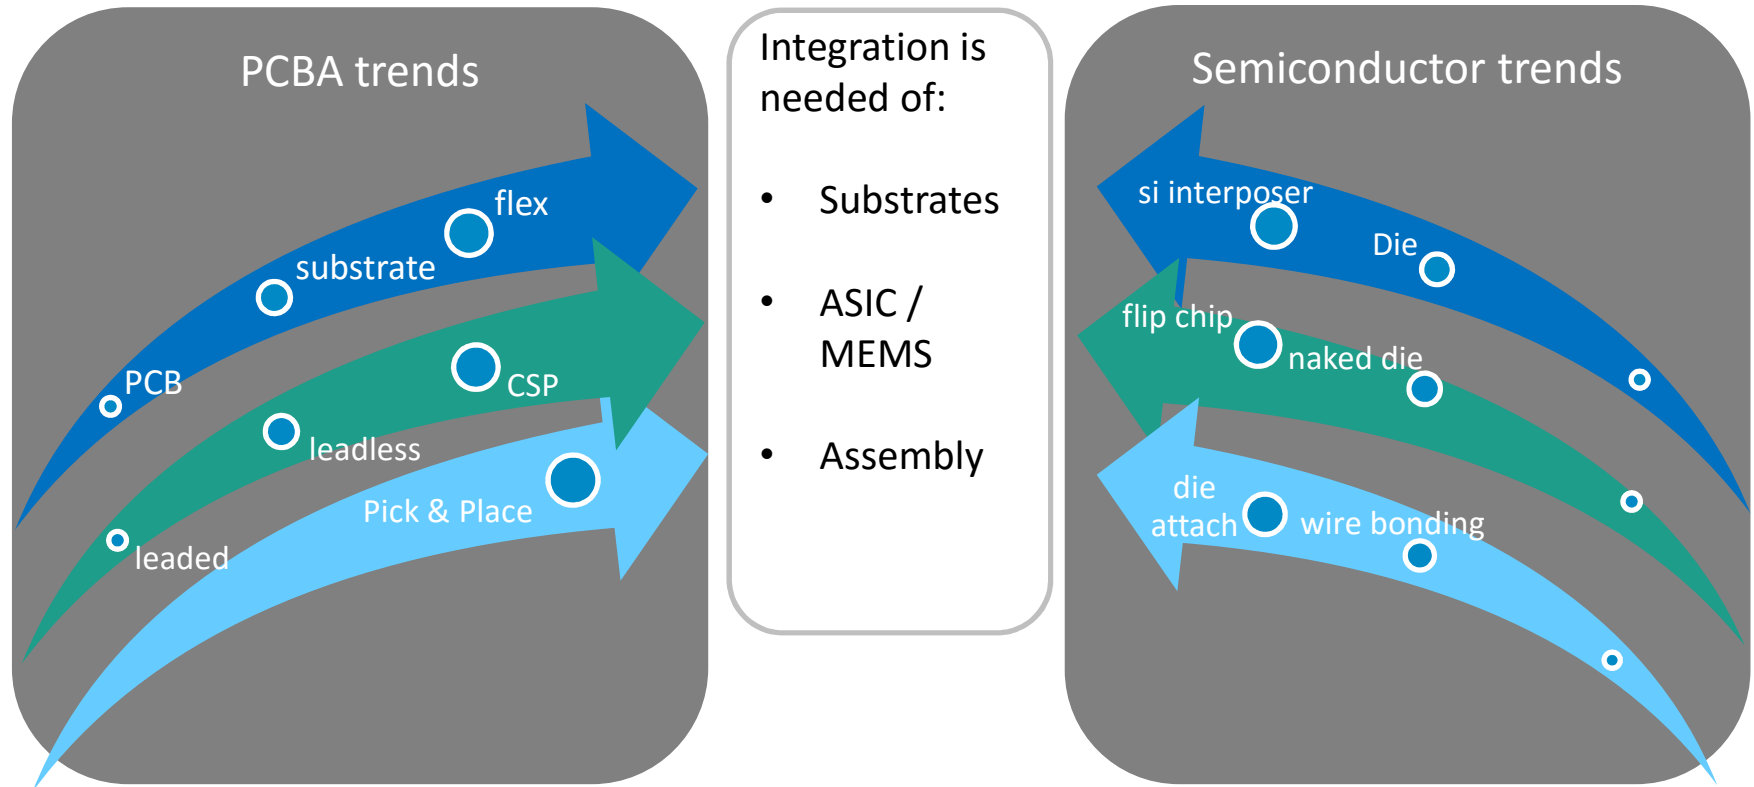 PCBA trends
flex
substrate
PCB
CSP
leadless
leaded
Pick & Place
Integration is
needed of:
• Substrates
• ASIC /
MEMS
• Assembly
Semiconductor trends
si interposer
Die
flip chip
naked die
die
attach
wire bonding